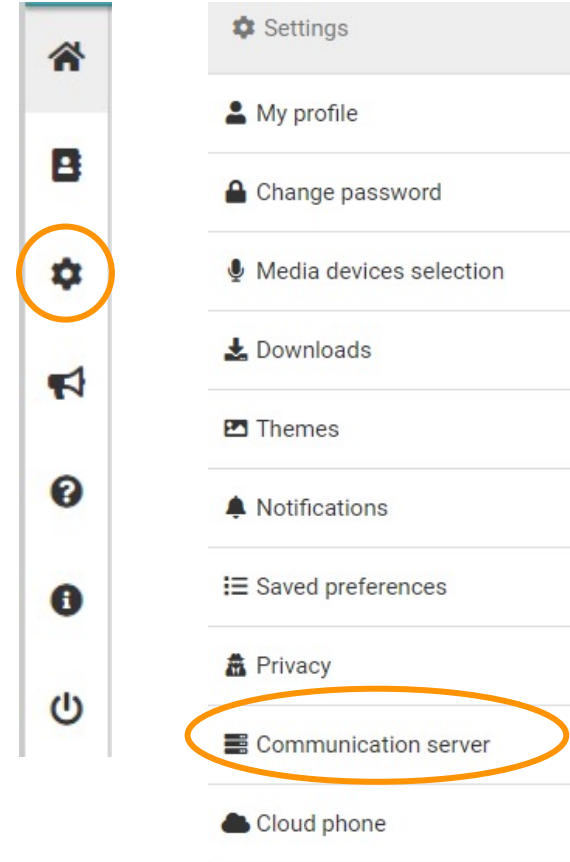 Settings
My profile
Change password
Media devices selection
Downloads
Themes
Notifications
Saved preferences
Privacy
Communication server
Cloud phone